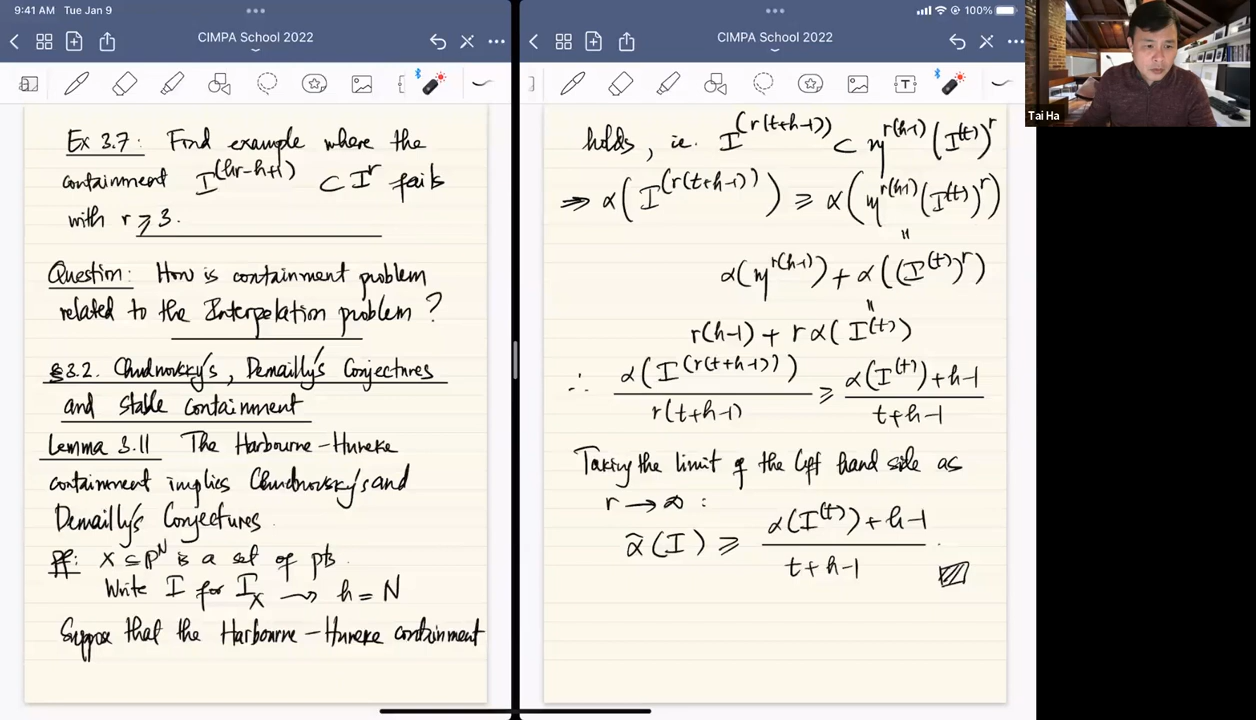 9:41 AM Tue Jan 9
100%
CIMPA School 2022
CIMPA School 2022
Tai Ha
Ex 3.7: Find example where the
containment I^(hr-h+1) ⊂ I^r fails
with r ⩾ 3.
Question: How is containment problem
related to the Interpolation problem?
§3.2. Chudnovsky's, Demailly's Conjectures
and stable containment
Lemma 3.11 The Harbourne-Huneke
containment implies Chudnovsky's and
Demailly's Conjectures.
Pf: X ⊆ P^N is a set of pts.
Write I for I_X ⟶ h = N
Suppose that the Harbourne-Huneke containment
holds, ie. I^(r(t+h-1)) ⊂ m^{r(h-1)} (I^(t))^r
⇒ α(I^(r(t+h-1))) ⩾ α(m^{r(h-1)} (I^(t))^r)
=
α(m^{r(h-1)}) + α((I^(t))^r)
=
r(h-1) + r α(I^(t))
∴ α(I^(r(t+h-1))) / r(t+h-1) ⩾ (α(I^(t)) + h-1) / (t+h-1)
Taking the limit of the left hand side as
r → ∞ :
α̂(I) ⩾ (α(I^(t)) + h-1) / (t+h-1) .